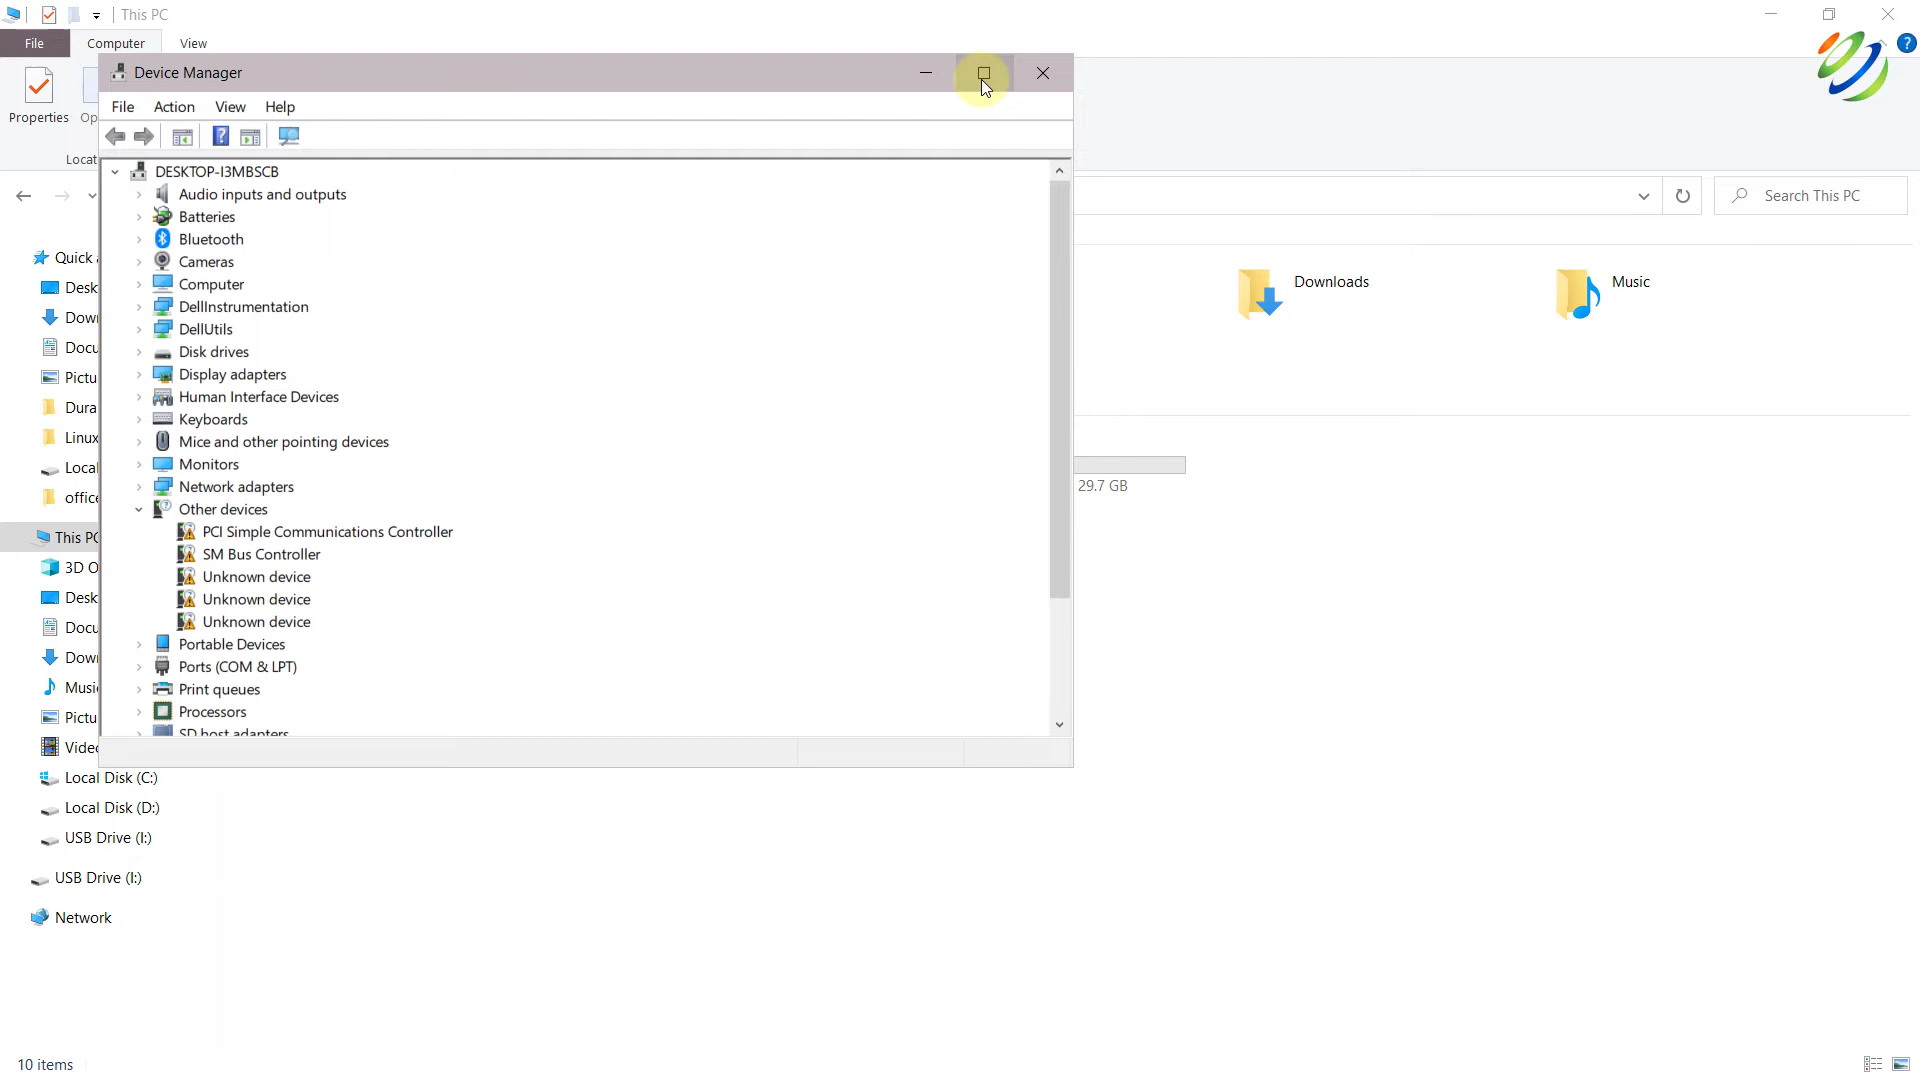 This PC
File
Computer
View
Properties
Op
Locat
Device Manager
File
Action
View
Help
DESKTOP-I3MBSCB
Audio inputs and outputs
Batteries
Bluetooth
Cameras
Computer
DellInstrumentation
DellUtils
Disk drives
Display adapters
Human Interface Devices
Keyboards
Mice and other pointing devices
Monitors
Network adapters
Other devices
PCI Simple Communications Controller
SM Bus Controller
Unknown device
Unknown device
Unknown device
Portable Devices
Ports (COM & LPT)
Print queues
Processors
SD host adapters
Search This PC
Downloads
Music
29.7 GB
Quick a
Desk
Down
Docu
Pictu
Dura
Linux
Local
office
This PC
3D O
Desk
Docu
Down
Music
Pictu
Video
Local Disk (C:)
Local Disk (D:)
USB Drive (I:)
USB Drive (I:)
Network
10 items